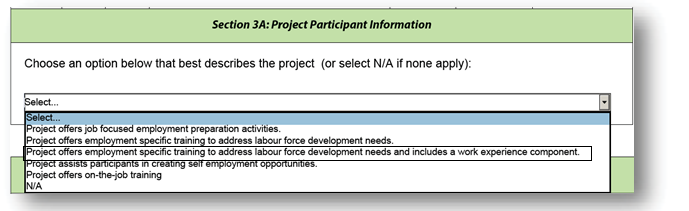 Section 3A: Project Participant Information
Choose an option below that best describes the project (or select N/A if none apply):
Select...
Select...
Project offers job focused employment preparation activities.
Project offers employment specific training to address labour force development needs.
Project offers employment specific training to address labour force development needs and includes a work experience component.
Project assists participants in creating self employment opportunities.
Project offers on-the-job training
N/A